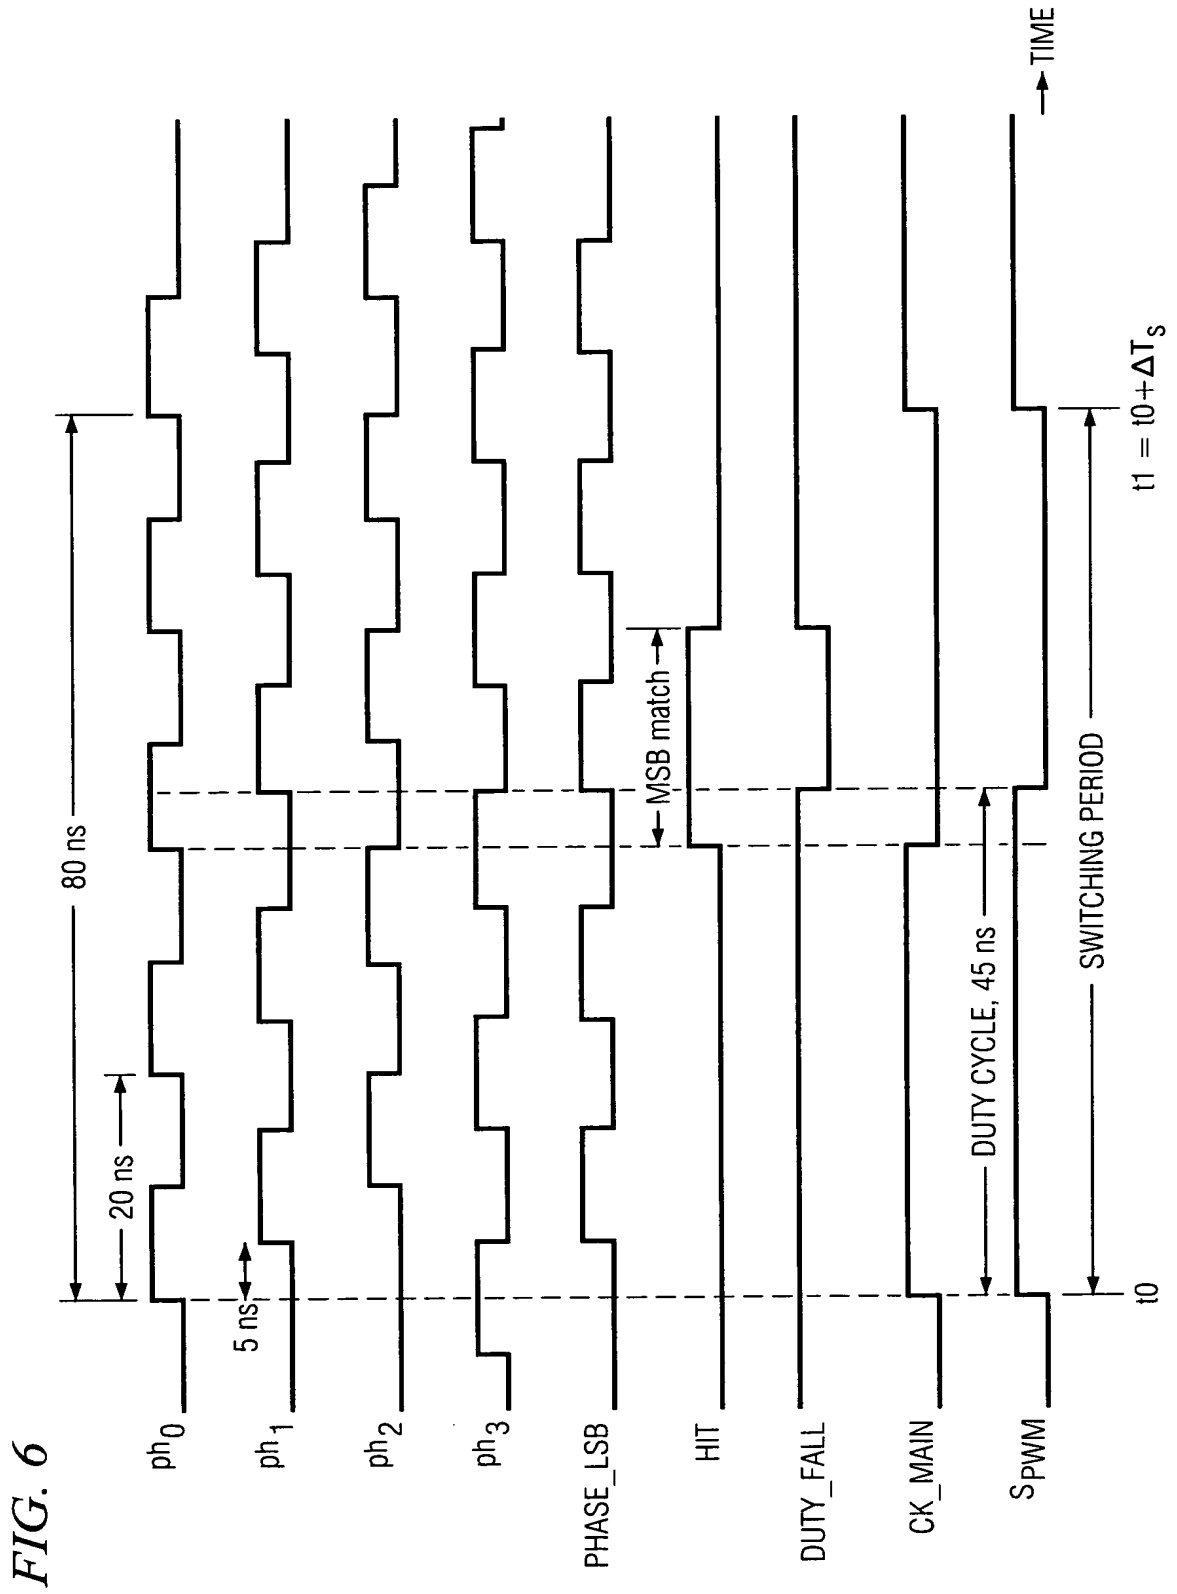 FIG. 6
80 ns
20 ns
ph0
5 ns
ph1
ph2
ph3
PHASE_LSB
MSB match
HIT
DUTY_FALL
CK_MAIN
DUTY CYCLE, 45 ns
SPWM
TIME
SWITCHING PERIOD
t0
t1 = t0+ΔTs